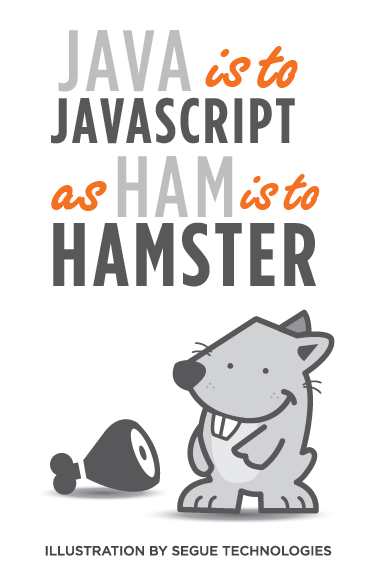 JAVA is to
JAVASCRIPT
as HAM is to
HAMSTER
ILLUSTRATION BY SEGUE TECHNOLOGIES